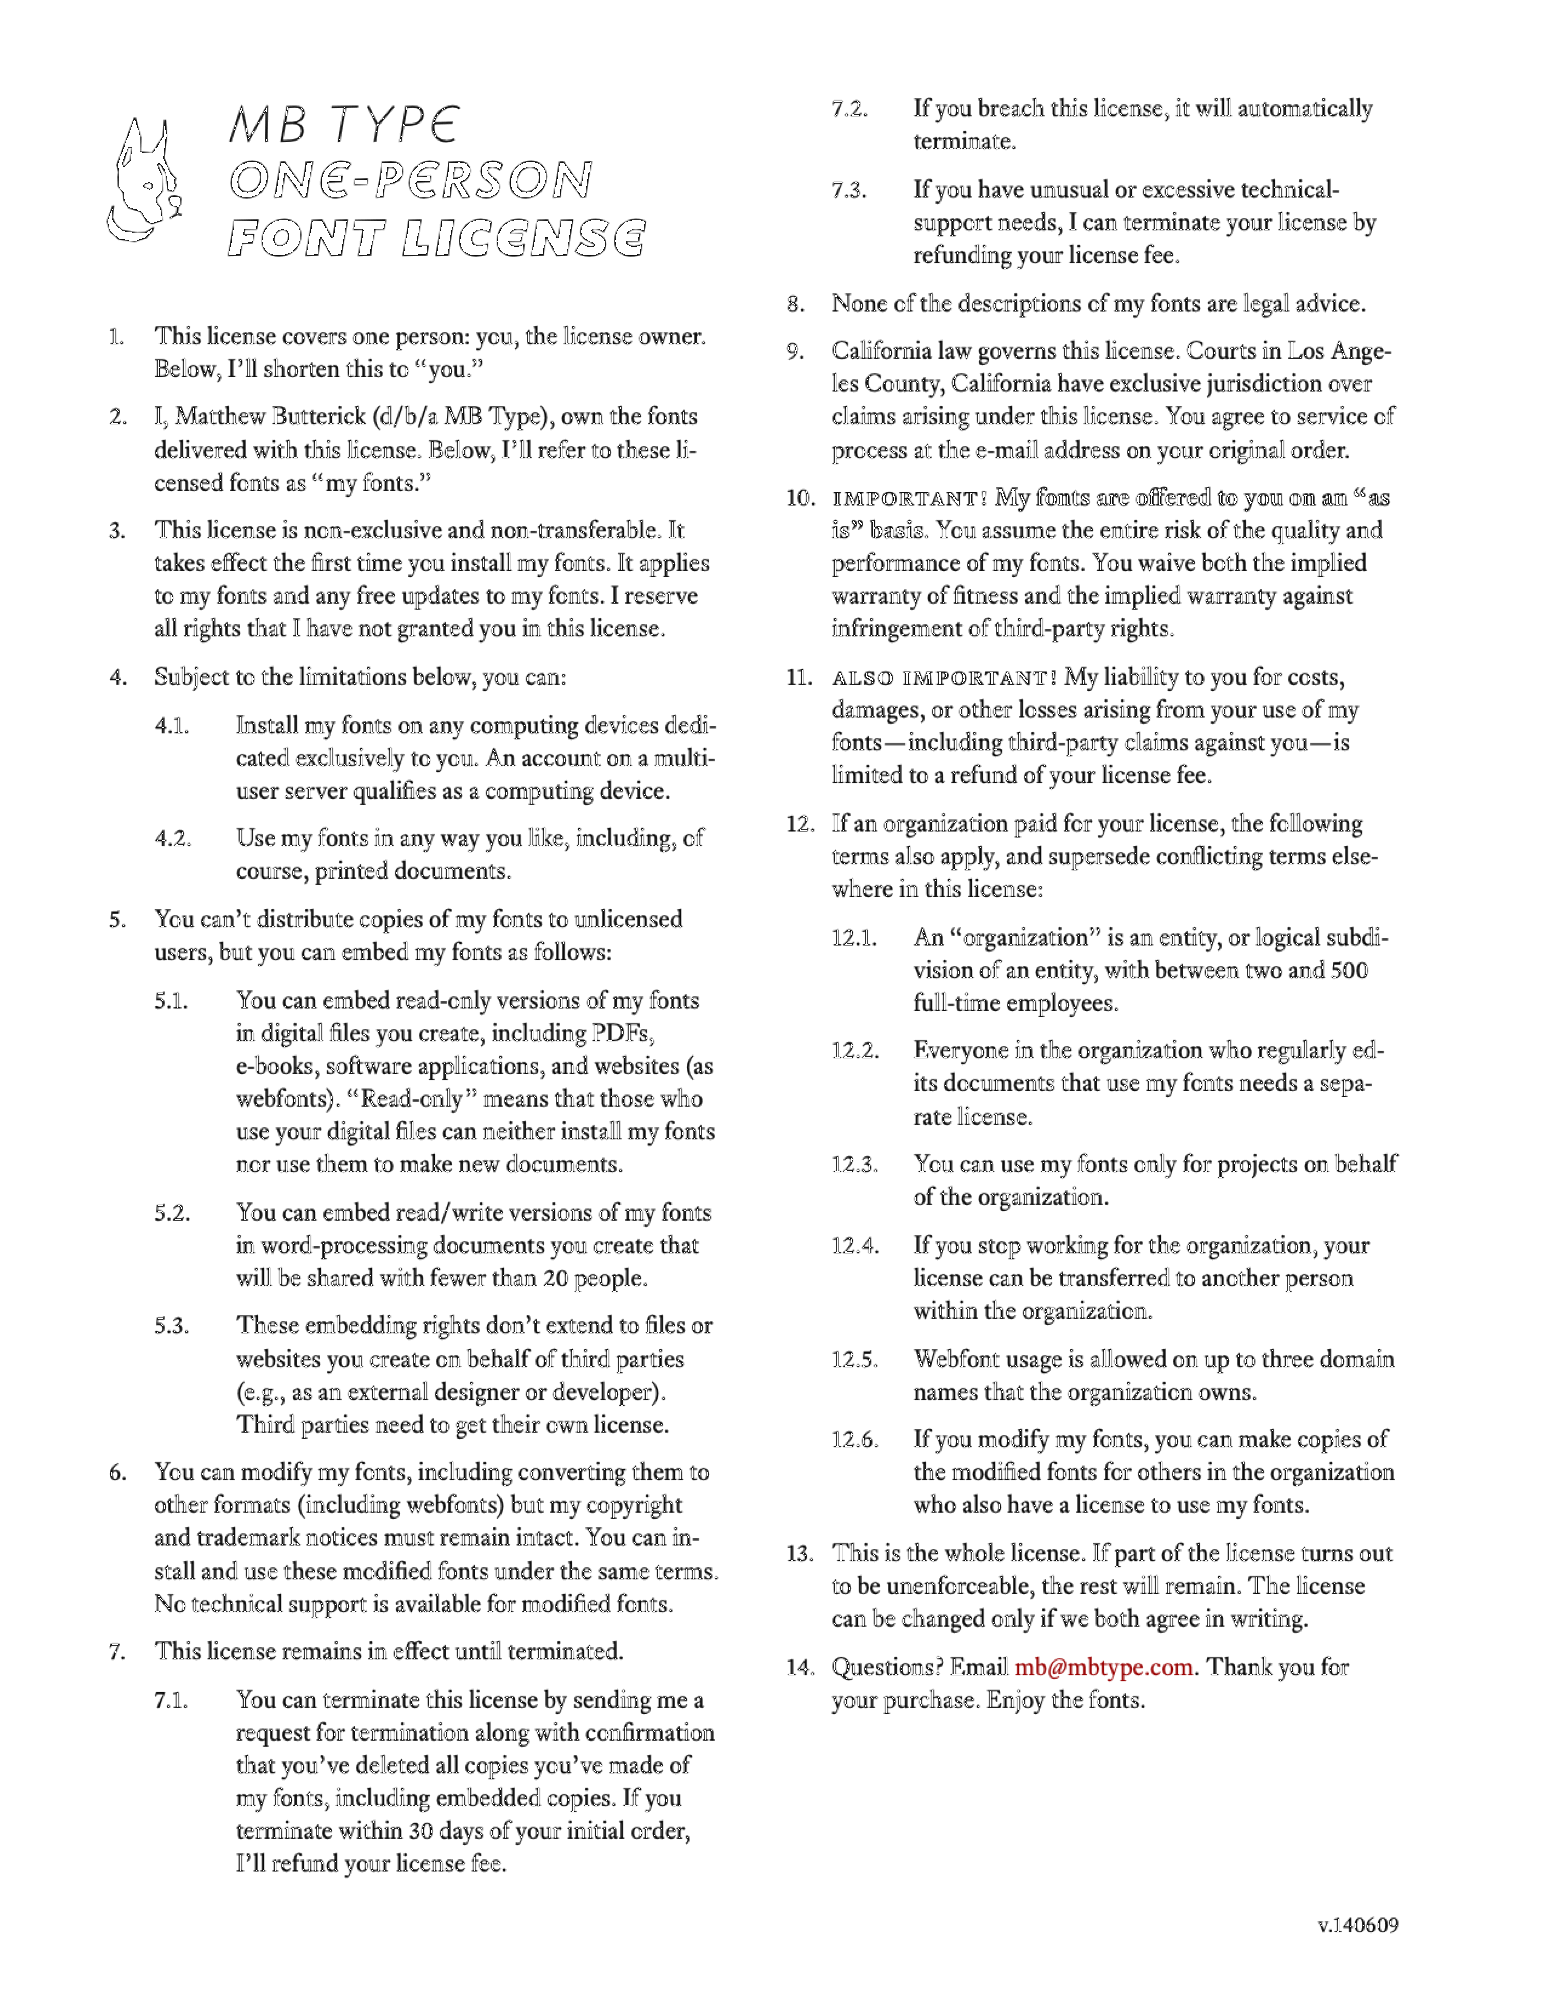 MB TYPE
ONE-PERSON
FONT LICENSE
1. This license covers one person: you, the license owner.
Below, I’ll shorten this to “you.”
2. I, Matthew Butterick (d/b/a MB Type), own the fonts
delivered with this license. Below, I’ll refer to these li-
censed fonts as “my fonts.”
3. This license is non-exclusive and non-transferable. It
takes effect the first time you install my fonts. It applies
to my fonts and any free updates to my fonts. I reserve
all rights that I have not granted you in this license.
4. Subject to the limitations below, you can:
4.1. Install my fonts on any computing devices dedi-
cated exclusively to you. An account on a multi-
user server qualifies as a computing device.
4.2. Use my fonts in any way you like, including, of
course, printed documents.
5. You can’t distribute copies of my fonts to unlicensed
users, but you can embed my fonts as follows:
5.1. You can embed read-only versions of my fonts
in digital files you create, including PDFs,
e-books, software applications, and websites (as
webfonts). “Read-only” means that those who
use your digital files can neither install my fonts
nor use them to make new documents.
5.2. You can embed read/write versions of my fonts
in word-processing documents you create that
will be shared with fewer than 20 people.
5.3. These embedding rights don’t extend to files or
websites you create on behalf of third parties
(e.g., as an external designer or developer).
Third parties need to get their own license.
6. You can modify my fonts, including converting them to
other formats (including webfonts) but my copyright
and trademark notices must remain intact. You can in-
stall and use these modified fonts under the same terms.
No technical support is available for modified fonts.
7. This license remains in effect until terminated.
7.1. You can terminate this license by sending me a
request for termination along with confirmation
that you’ve deleted all copies you’ve made of
my fonts, including embedded copies. If you
terminate within 30 days of your initial order,
I’ll refund your license fee.
7.2. If you breach this license, it will automatically
terminate.
7.3. If you have unusual or excessive technical-
support needs, I can terminate your license by
refunding your license fee.
8. None of the descriptions of my fonts are legal advice.
9. California law governs this license. Courts in Los Ange-
les County, California have exclusive jurisdiction over
claims arising under this license. You agree to service of
process at the e-mail address on your original order.
10. IMPORTANT! My fonts are offered to you on an “as
is” basis. You assume the entire risk of the quality and
performance of my fonts. You waive both the implied
warranty of fitness and the implied warranty against
infringement of third-party rights.
11. ALSO IMPORTANT! My liability to you for costs,
damages, or other losses arising from your use of my
fonts—including third-party claims against you—is
limited to a refund of your license fee.
12. If an organization paid for your license, the following
terms also apply, and supersede conflicting terms else-
where in this license:
12.1. An “organization” is an entity, or logical subdi-
vision of an entity, with between two and 500
full-time employees.
12.2. Everyone in the organization who regularly ed-
its documents that use my fonts needs a sepa-
rate license.
12.3. You can use my fonts only for projects on behalf
of the organization.
12.4. If you stop working for the organization, your
license can be transferred to another person
within the organization.
12.5. Webfont usage is allowed on up to three domain
names that the organization owns.
12.6. If you modify my fonts, you can make copies of
the modified fonts for others in the organization
who also have a license to use my fonts.
13. This is the whole license. If part of the license turns out
to be unenforceable, the rest will remain. The license
can be changed only if we both agree in writing.
14. Questions? Email mb@mbtype.com. Thank you for
your purchase. Enjoy the fonts.
v.140609